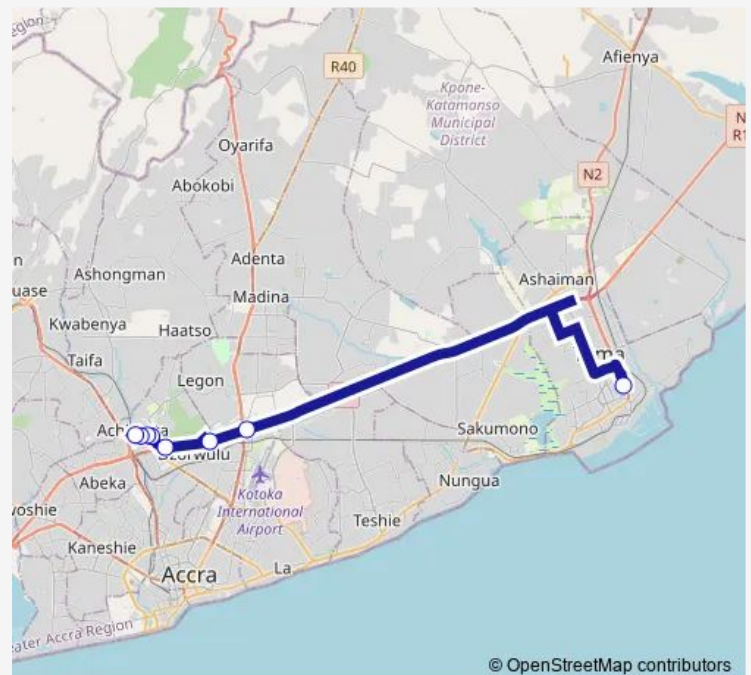 Region
R40
Afienya
Kpone-
Katamanso
Municipal
District
N
R1
Oyarifa
N2
Abokobi
Adenta
Ashongman
Ashaiman
uase
Madina
Kwabenya
Haatso
Taifa
Legon
Sakumono
Dzorwulu
Abeka
Kotoka
International
Airport
Nungua
woshie
Teshie
Kaneshie
Accra
La
ater Accra Region
© OpenStreetMap contributors